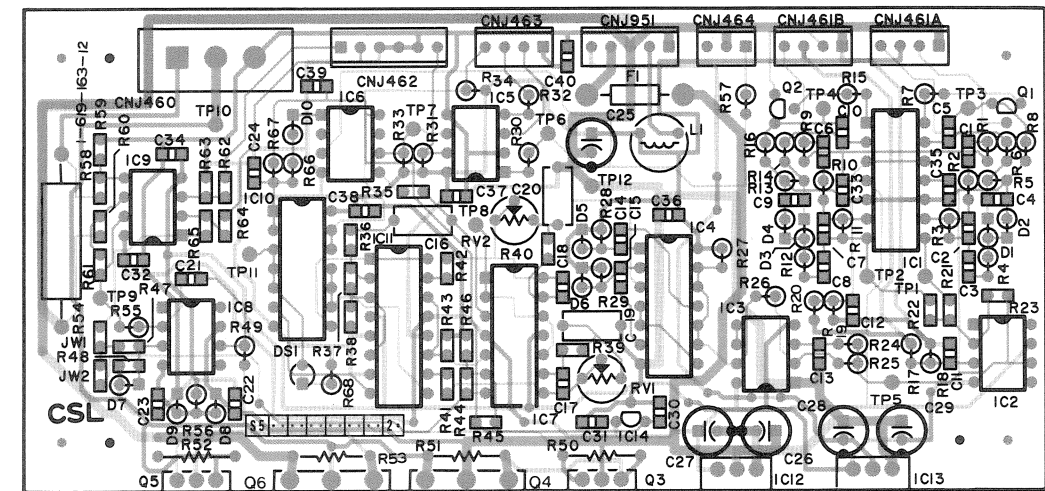 CNJ463 CNJ951 CNJ464 CNJ461B CNJ461A
1-619-163-12
CNJ460 CNJ462 C39 C40 F1
R34 R32 R57 Q2 R15 R7 TP3 Q1
TP10 IC6 TP7 IC5 TP6 C25 TP4 C5
R59 R60 C34 R63 R62 C24 R67 D10 R33 R31 R30 L1 R16 R9 C6 R10 C35 R2 R1 R6 R8
R58 IC9 R66 IC10 C38 R35 C37 C20 TP12 R14 R13 C33 R5
R64 R65 R36 IC11 C16 TP8 RV2 R40 D5 R28 C14 C15 C36 IC4 C9 C4
R61 C32 C21 TP11 R42 C18 D6 R29 R27 D4 D3 R12 R11 C7 IC1 R3 C2 D2 D1
TP9 R55 R47 IC8 R43 R46 C19 R26 R20 C8 TP2 TP1 R21 C3 R4
R54 JW1 R49 IC3 C12 R22 R23
R48 JW2 DS1 R37 R38 R39 R24 R25
D7 R68 RV1 C13 R17 R18 C11
CSL C23 C22 R41 R44 C17 C30 C28 TP5 C29 IC2
D9 R56 D8 S5 2 R45 IC7 C31 IC14
R52 R53 R51 R50 C27 C26
Q5 Q6 Q4 Q3 IC12 IC13